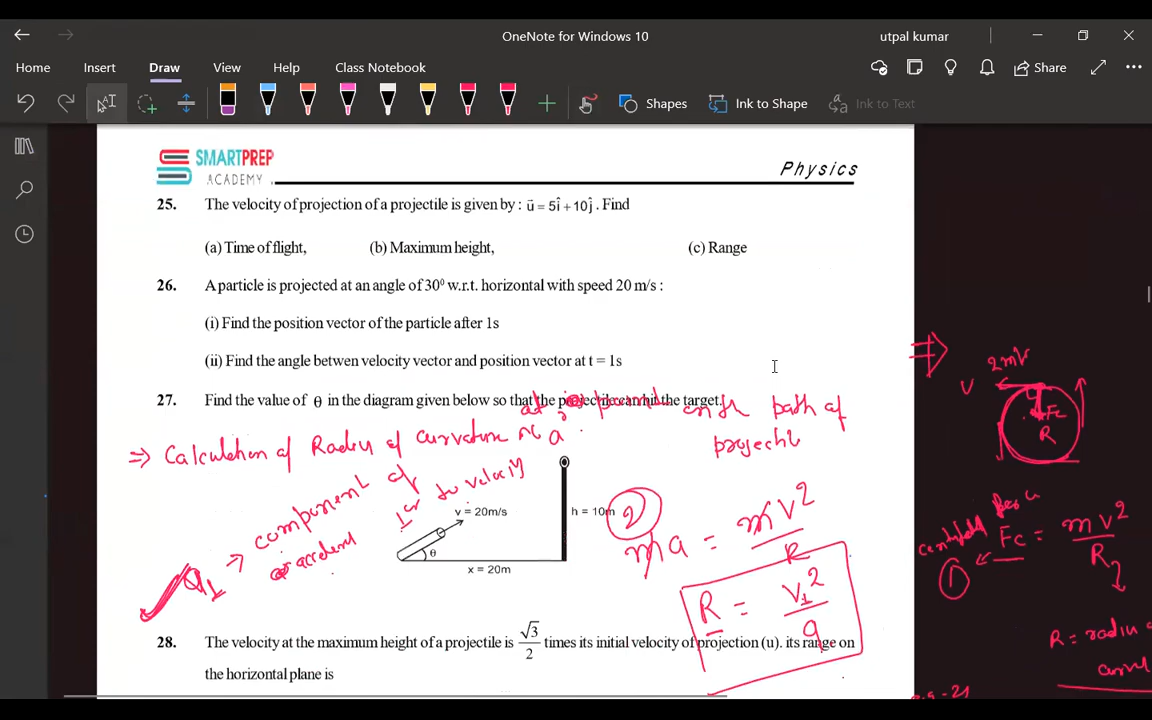 OneNote for Windows 10
utpal kumar
Home Insert Draw View Help Class Notebook
Share
Shapes
Ink to Shape
Ink to Text
SMARTPREP
ACADEMY
Physics
25. The velocity of projection of a projectile is given by : u⃗ = 5î + 10ĵ . Find
(a) Time of flight, (b) Maximum height, (c) Range
26. A particle is projected at an angle of 30⁰ w.r.t. horizontal with speed 20 m/s :
(i) Find the position vector of the particle after 1s
(ii) Find the angle betwen velocity vector and position vector at t = 1s
27. Find the value of θ in the diagram given below so that the projectile can hit the target.
at point on the path of
projectile
⇒ Calculation of Radius of curvature
component of
⊥ar to velocity
a⊥
v = 20m/s
θ
x = 20m
h = 10m
②
ma = mv²/R
R = v⊥²/a
2 mV
V
Fc
R
⇒
①
Fc = mv²/R
R = radius
28. The velocity at the maximum height of a projectile is √3/2 times its initial velocity of projection (u). its range on
the horizontal plane is